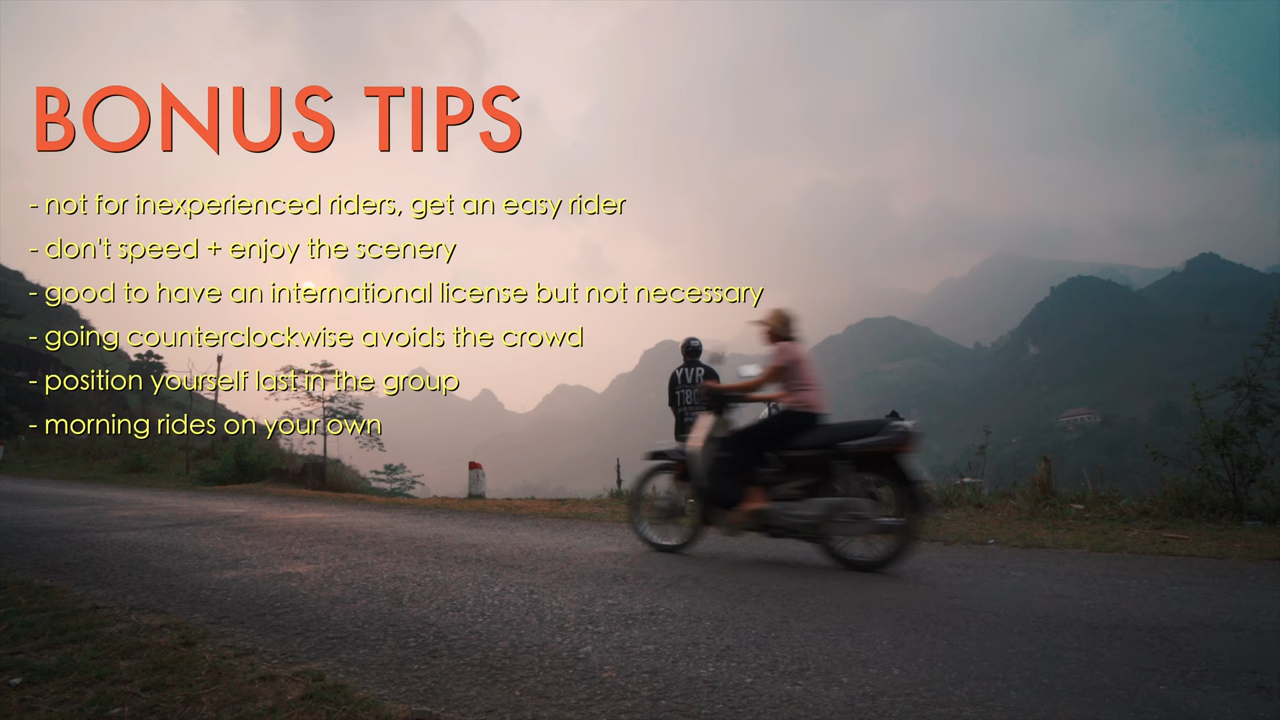 BONUS TIPS
- not for inexperienced riders, get an easy rider
- don't speed + enjoy the scenery
- good to have an international license but not necessary
- going counterclockwise avoids the crowd
- position yourself last in the group
- morning rides on your own
YVR